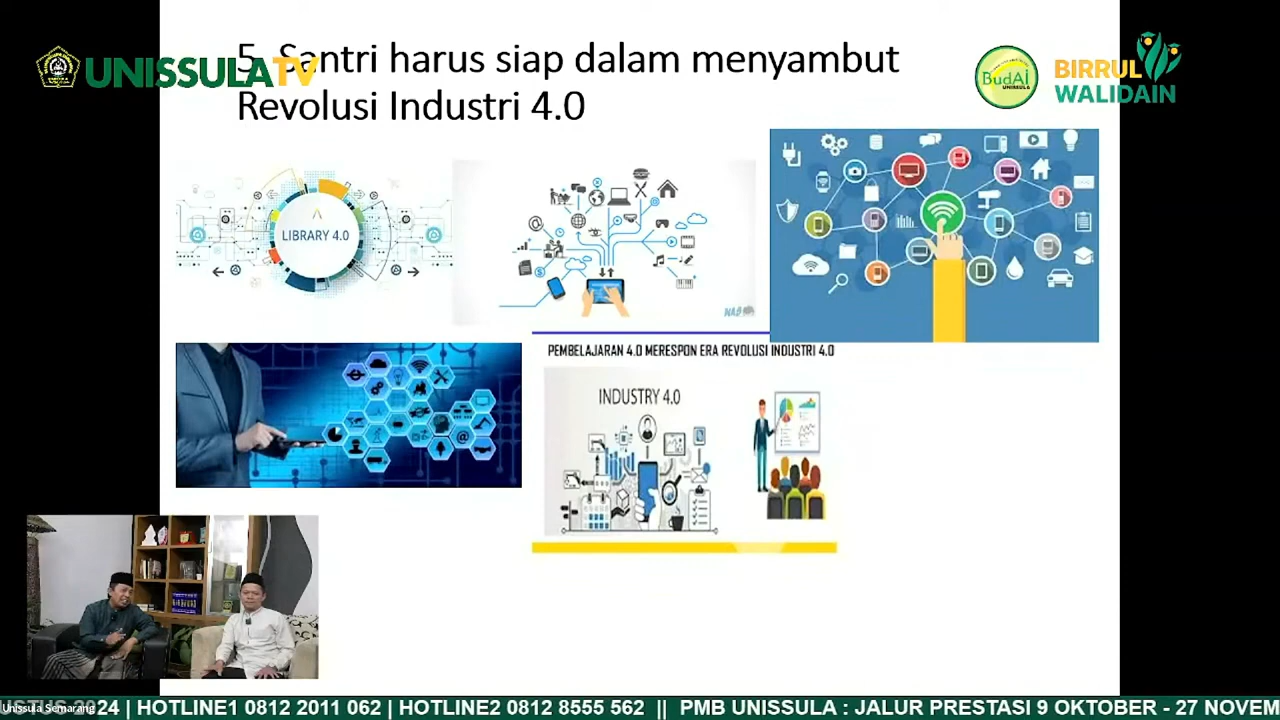 5. Santri harus siap dalam menyambut
Revolusi Industri 4.0
UNISSULA TV
BudAI
UNISSULA
BIRRUL
WALIDAIN
LIBRARY 4.0
PEMBELAJARAN 4.0 MERESPON ERA REVOLUSI INDUSTRI 4.0
INDUSTRY 4.0
Unissula Semarang
24 | HOTLINE1 0812 2011 062 | HOTLINE2 0812 8555 562 || PMB UNISSULA : JALUR PRESTASI 9 OKTOBER - 27 NOVEM